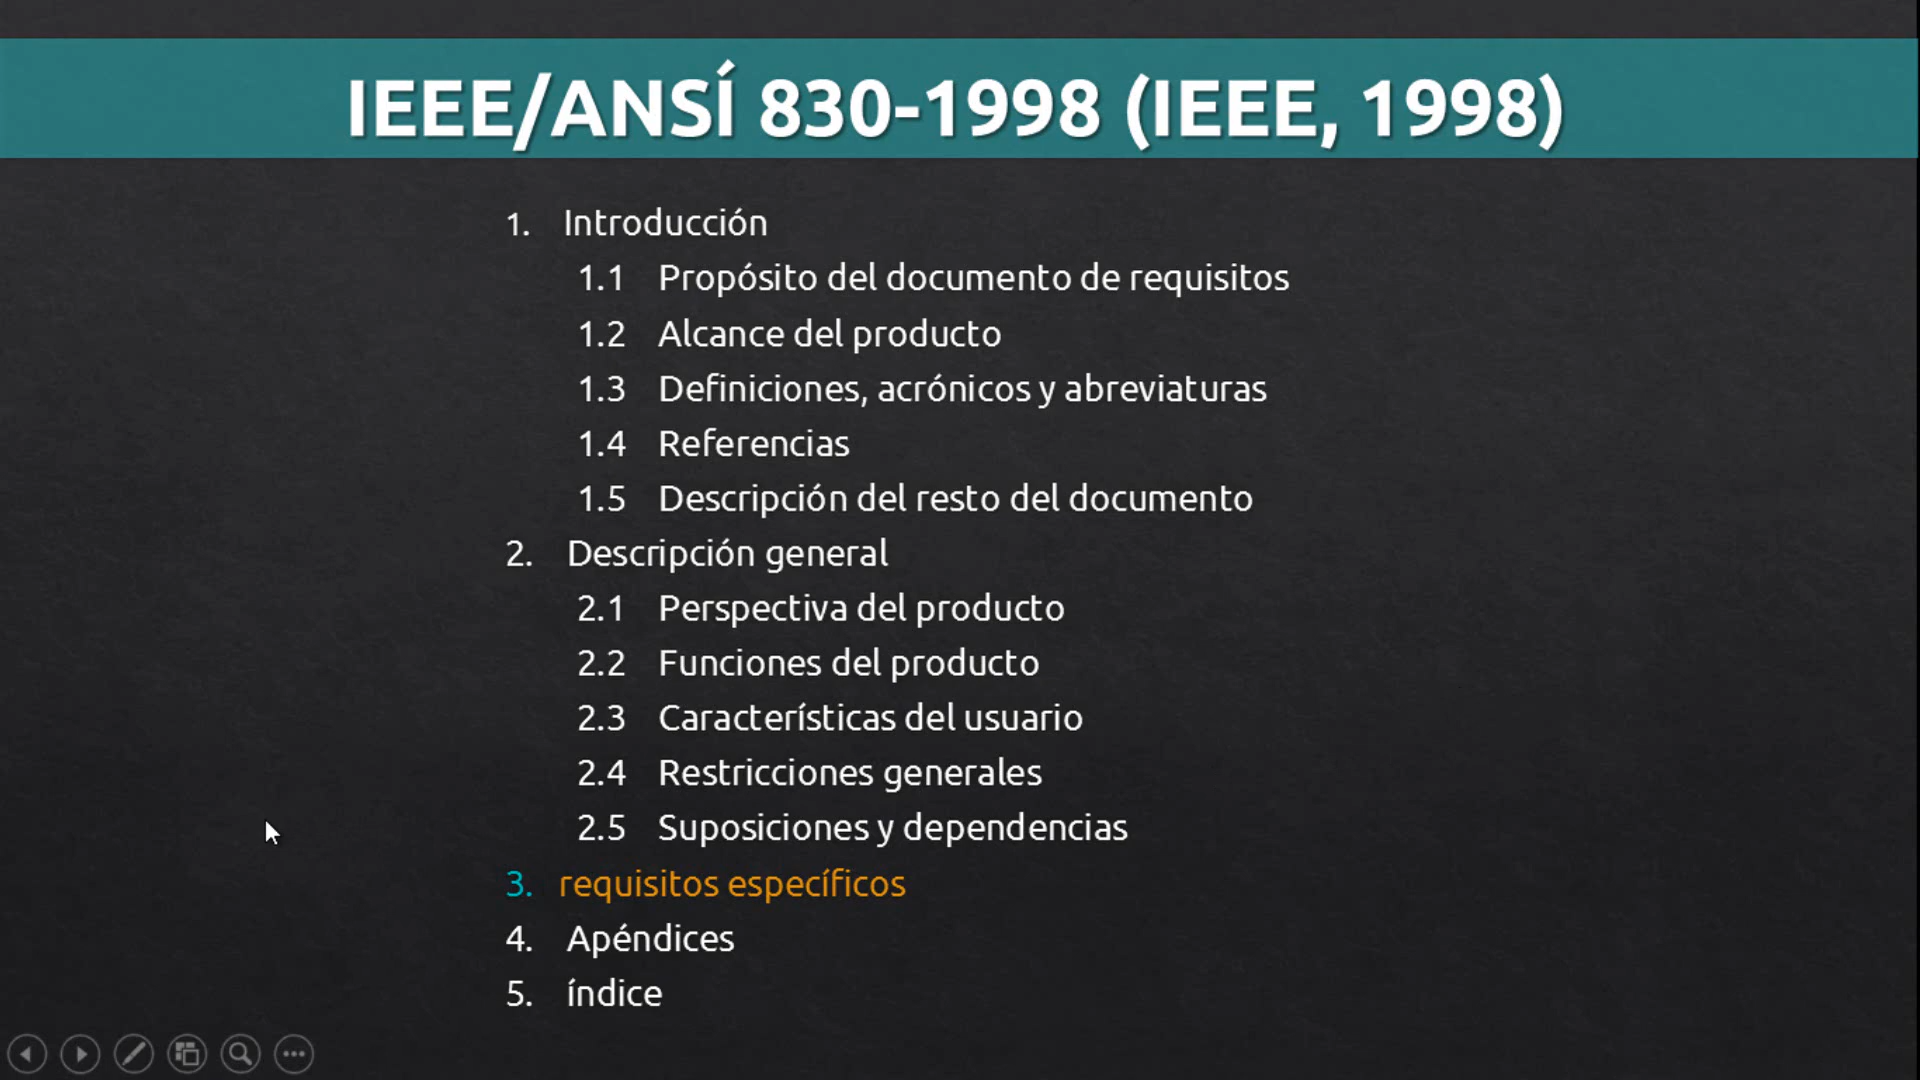 IEEE/ANSÍ 830-1998 (IEEE, 1998)
1. Introducción
1.1 Propósito del documento de requisitos
1.2 Alcance del producto
1.3 Definiciones, acrónicos y abreviaturas
1.4 Referencias
1.5 Descripción del resto del documento
2. Descripción general
2.1 Perspectiva del producto
2.2 Funciones del producto
2.3 Características del usuario
2.4 Restricciones generales
2.5 Suposiciones y dependencias
3. requisitos específicos
4. Apéndices
5. índice